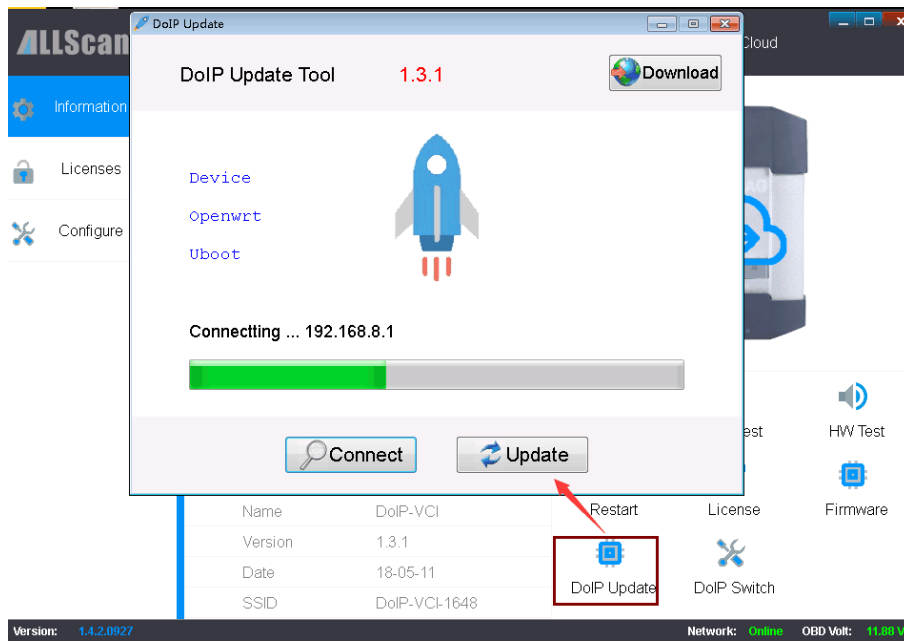 DoIP Update
ALLScan
Cloud
DoIP Update Tool 1.3.1 Download
Information
Licenses
Configure
Device
Openwrt
Uboot
Connectting ... 192.168.8.1
Connect Update
est HW Test
Restart License Firmware
Name DoIP-VCI
Version 1.3.1
Date 18-05-11
SSID DoIP-VCI-1648
DoIP Update DoIP Switch
Version: 1.4.2.0927 Network: Online OBD Volt: 11.88 V